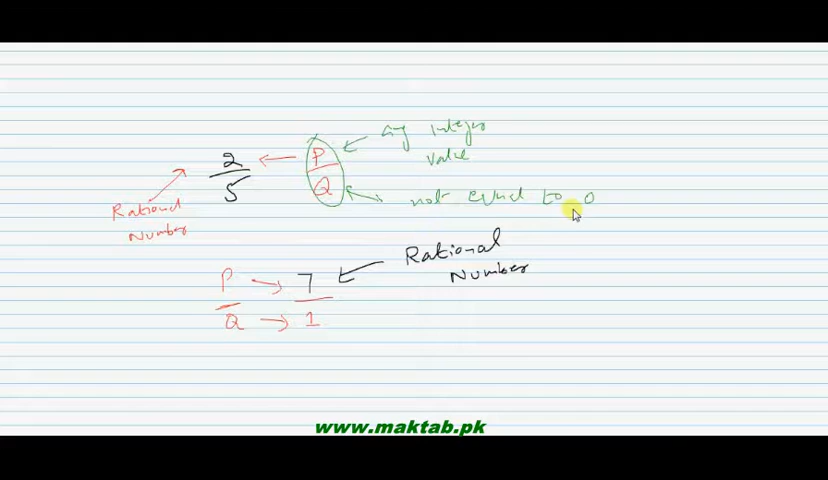 any integer
value
P
2
Q
5
not equal to 0
Rational
Number
Rational
Number
P → 7
Q → 1
www.maktab.pk